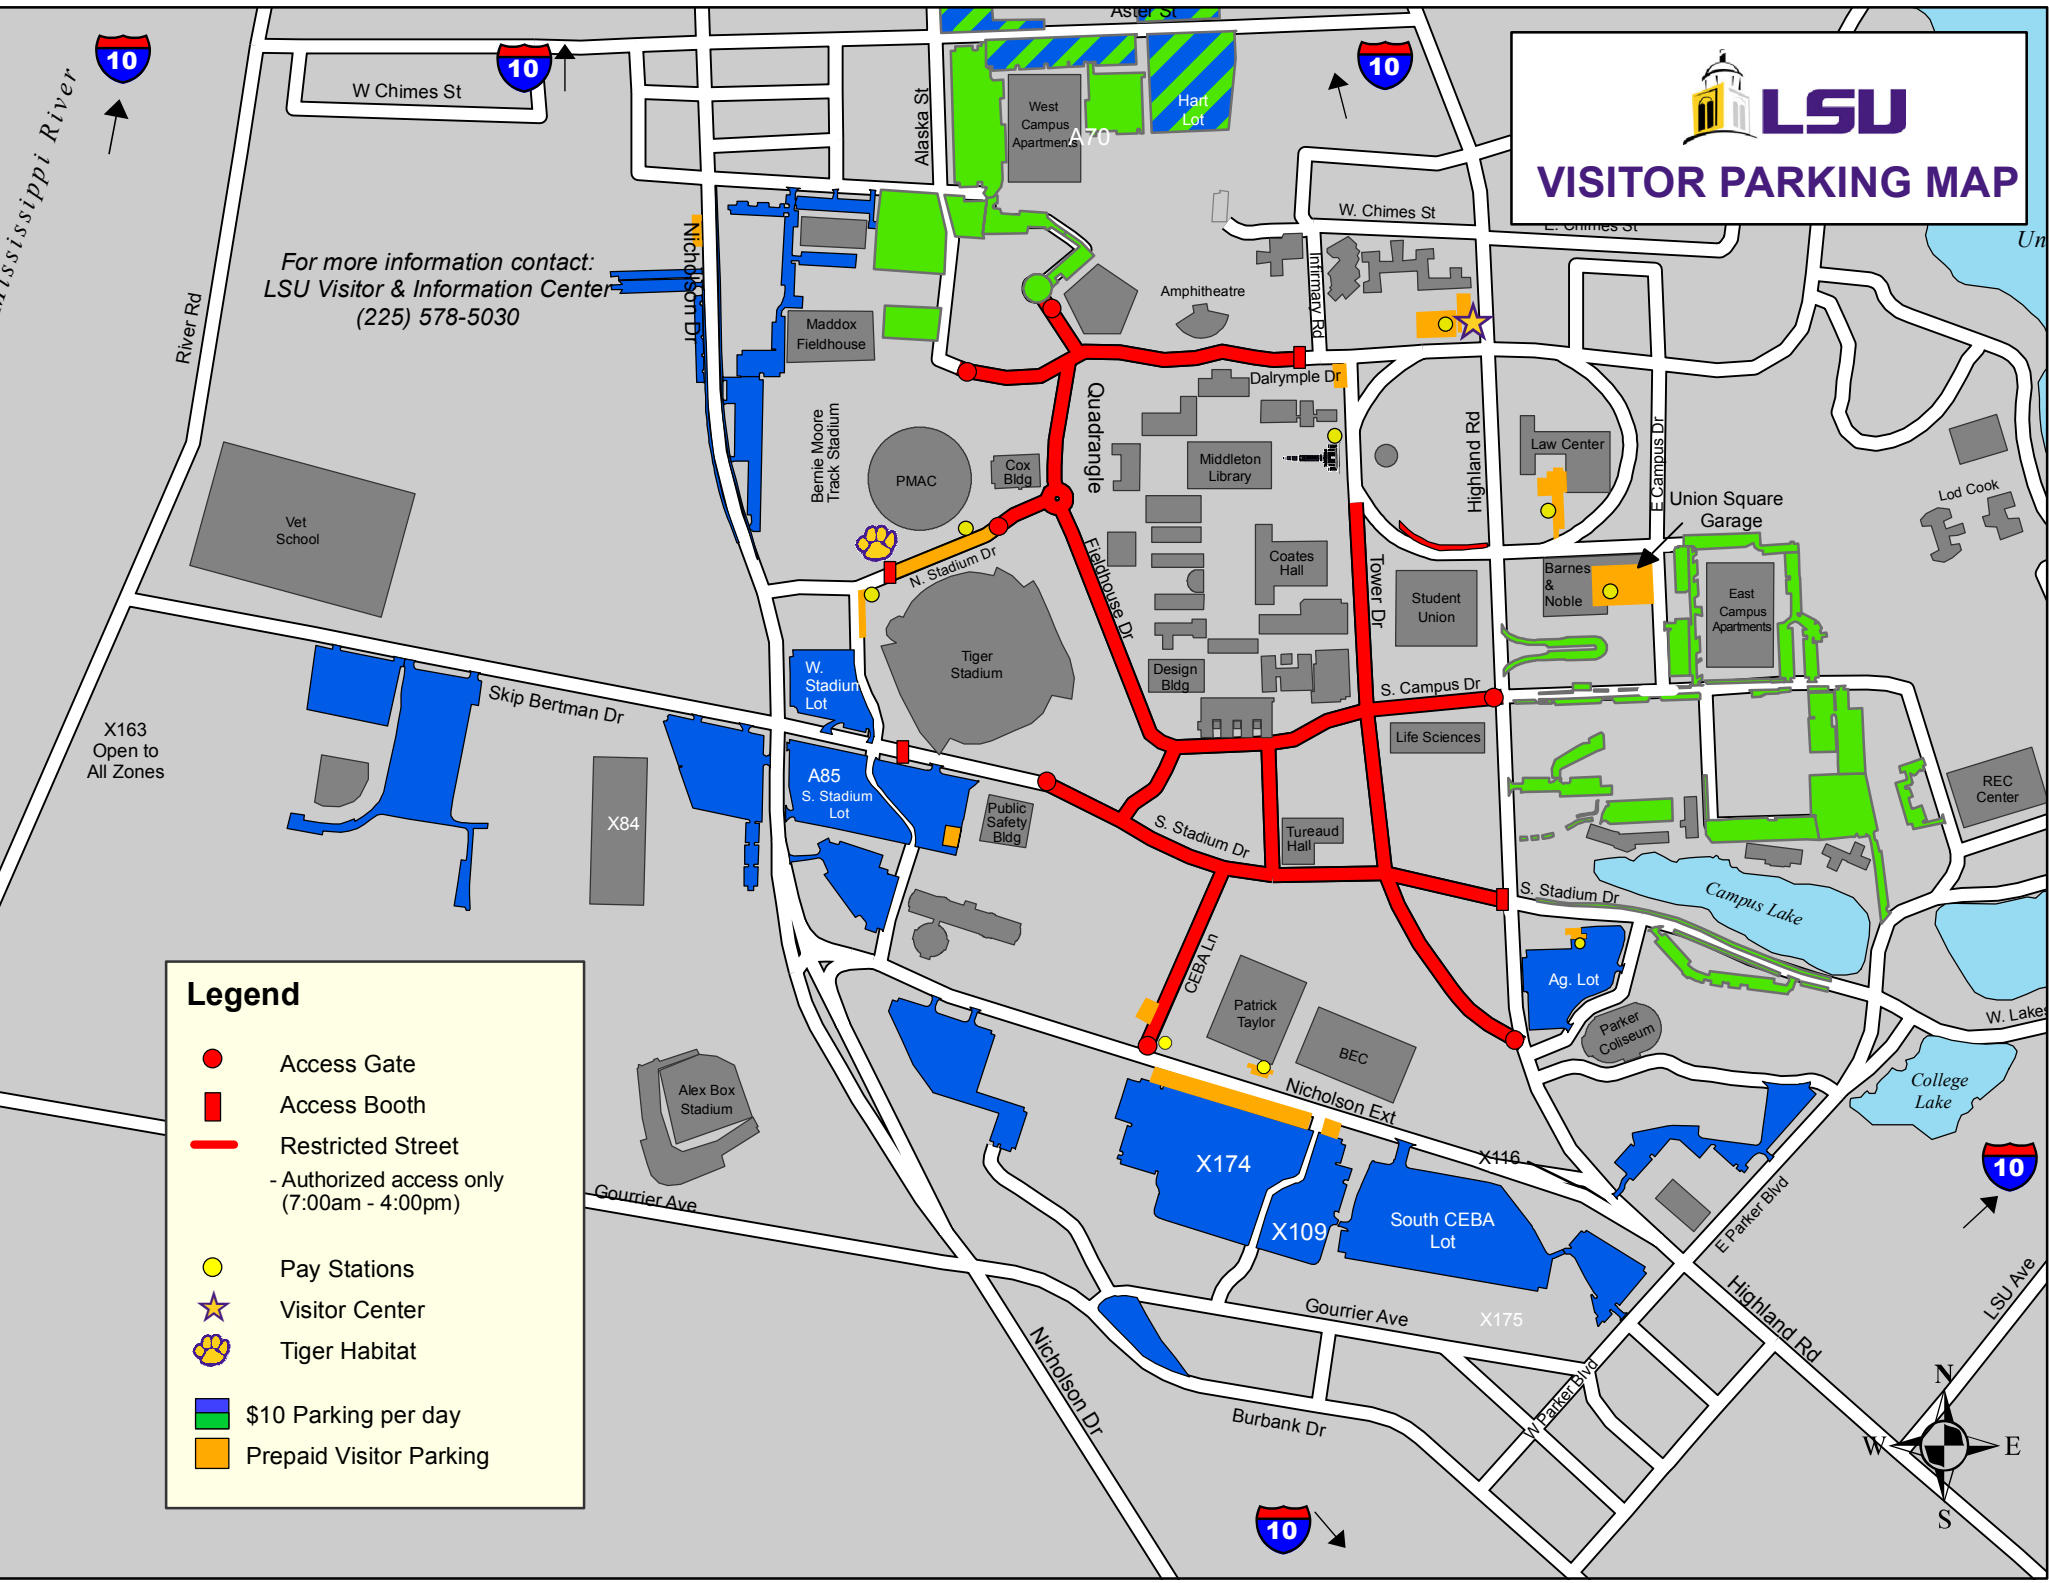 Aster St
10
10
10
W Chimes St
Mississippi River
Alaska St
West
Campus
Apartments
A70
Hart
Lot
LSU
VISITOR PARKING MAP
W. Chimes St
E. Chimes St
Un
For more information contact:
LSU Visitor & Information Center
(225) 578-5030
River Rd
Nicholson Dr
Infirmary Rd
Amphitheatre
Maddox
Fieldhouse
Dalrymple Dr
Quadrangle
Bernie Moore
Track Stadium
PMAC
Cox
Bldg
Middleton
Library
Highland Rd
Law Center
E Campus Dr
Lod Cook
Union Square
Garage
Vet
School
N. Stadium Dr
Fieldhouse Dr
Coates
Hall
Tower Dr
Student
Union
Barnes
&
Noble
East
Campus
Apartments
Tiger
Stadium
Design
Bldg
S. Campus Dr
W.
Stadium
Lot
Skip Bertman Dr
X163
Open to
All Zones
Life Sciences
A85
S. Stadium
Lot
X84
Public
Safety
Bldg
S. Stadium Dr
Tureaud
Hall
REC
Center
S. Stadium Dr
Campus Lake
CEBA Ln
Ag. Lot
Patrick
Taylor
BEC
Parker
Coliseum
W. Lakes
College
Lake
Nicholson Ext
Alex Box
Stadium
X174
X116
X109
South CEBA
Lot
10
E Parker Blvd
Gourrier Ave
Gourrier Ave
X175
Highland Rd
LSU Ave
Nicholson Dr
W Parker Blvd
Burbank Dr
N
W
E
S
10
Legend
Access Gate
Access Booth
Restricted Street
- Authorized access only
(7:00am - 4:00pm)
Pay Stations
Visitor Center
Tiger Habitat
$10 Parking per day
Prepaid Visitor Parking